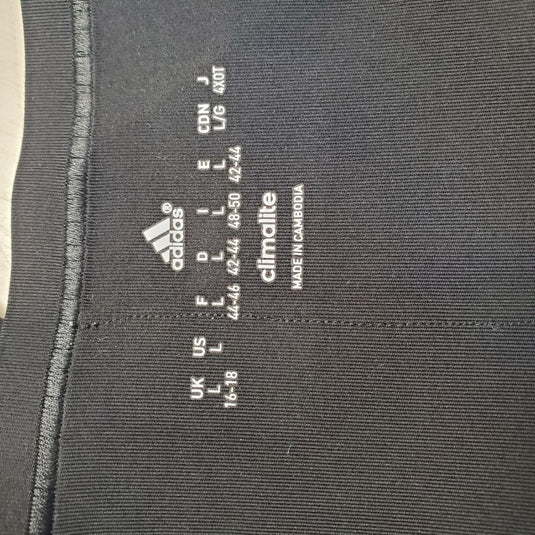 adidas®
UK US F D I E CDN J
L L L L L L L/G 4XOT
16-18 44-46 42-44 48-50 42-44
climalite
MADE IN CAMBODIA